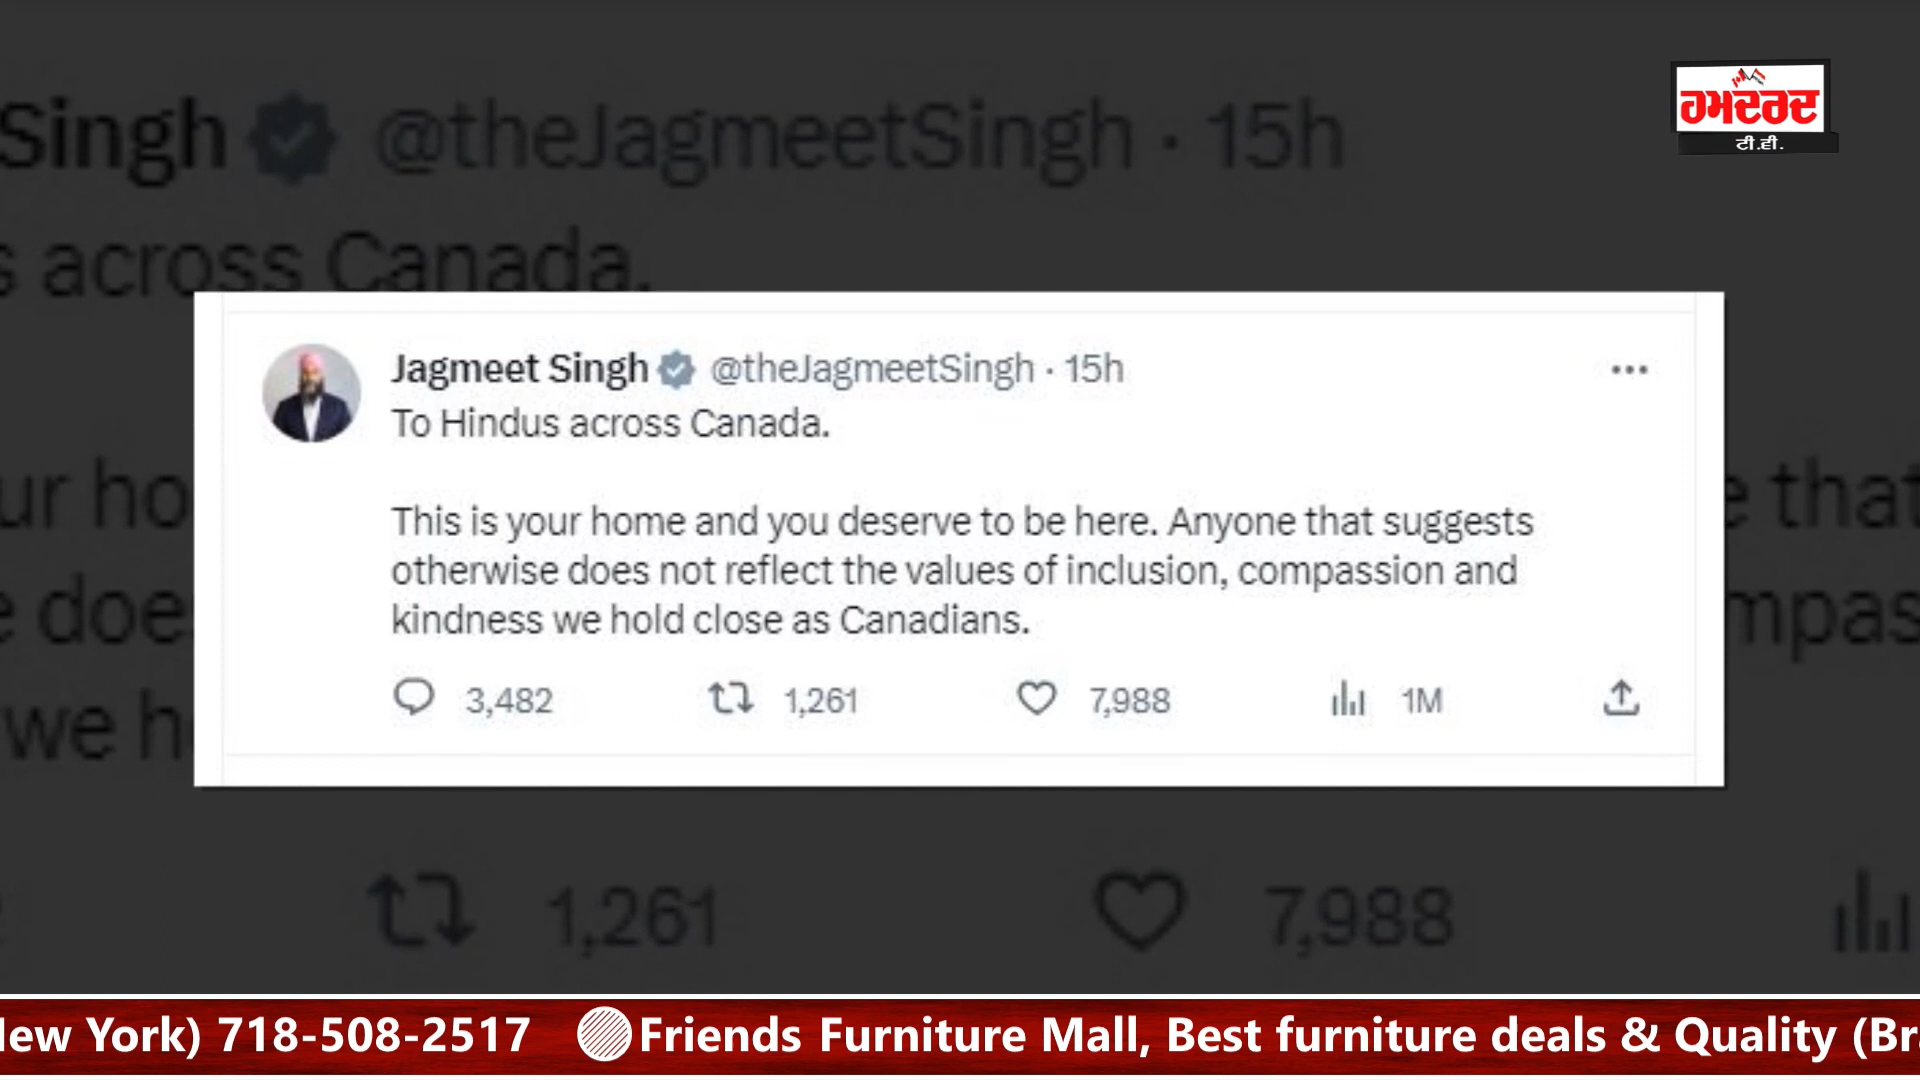 Singh @theJagmeetSingh · 15h
ਹਮਦਰਦ
ਟੀ.ਵੀ.
across Canada.
Jagmeet Singh @theJagmeetSingh · 15h
To Hindus across Canada.
This is your home and you deserve to be here. Anyone that suggests
otherwise does not reflect the values of inclusion, compassion and
kindness we hold close as Canadians.
3,482 1,261 7,988 1M
that
we
1,261 7,988
York) 718-508-2517 Friends Furniture Mall, Best furniture deals & Quality